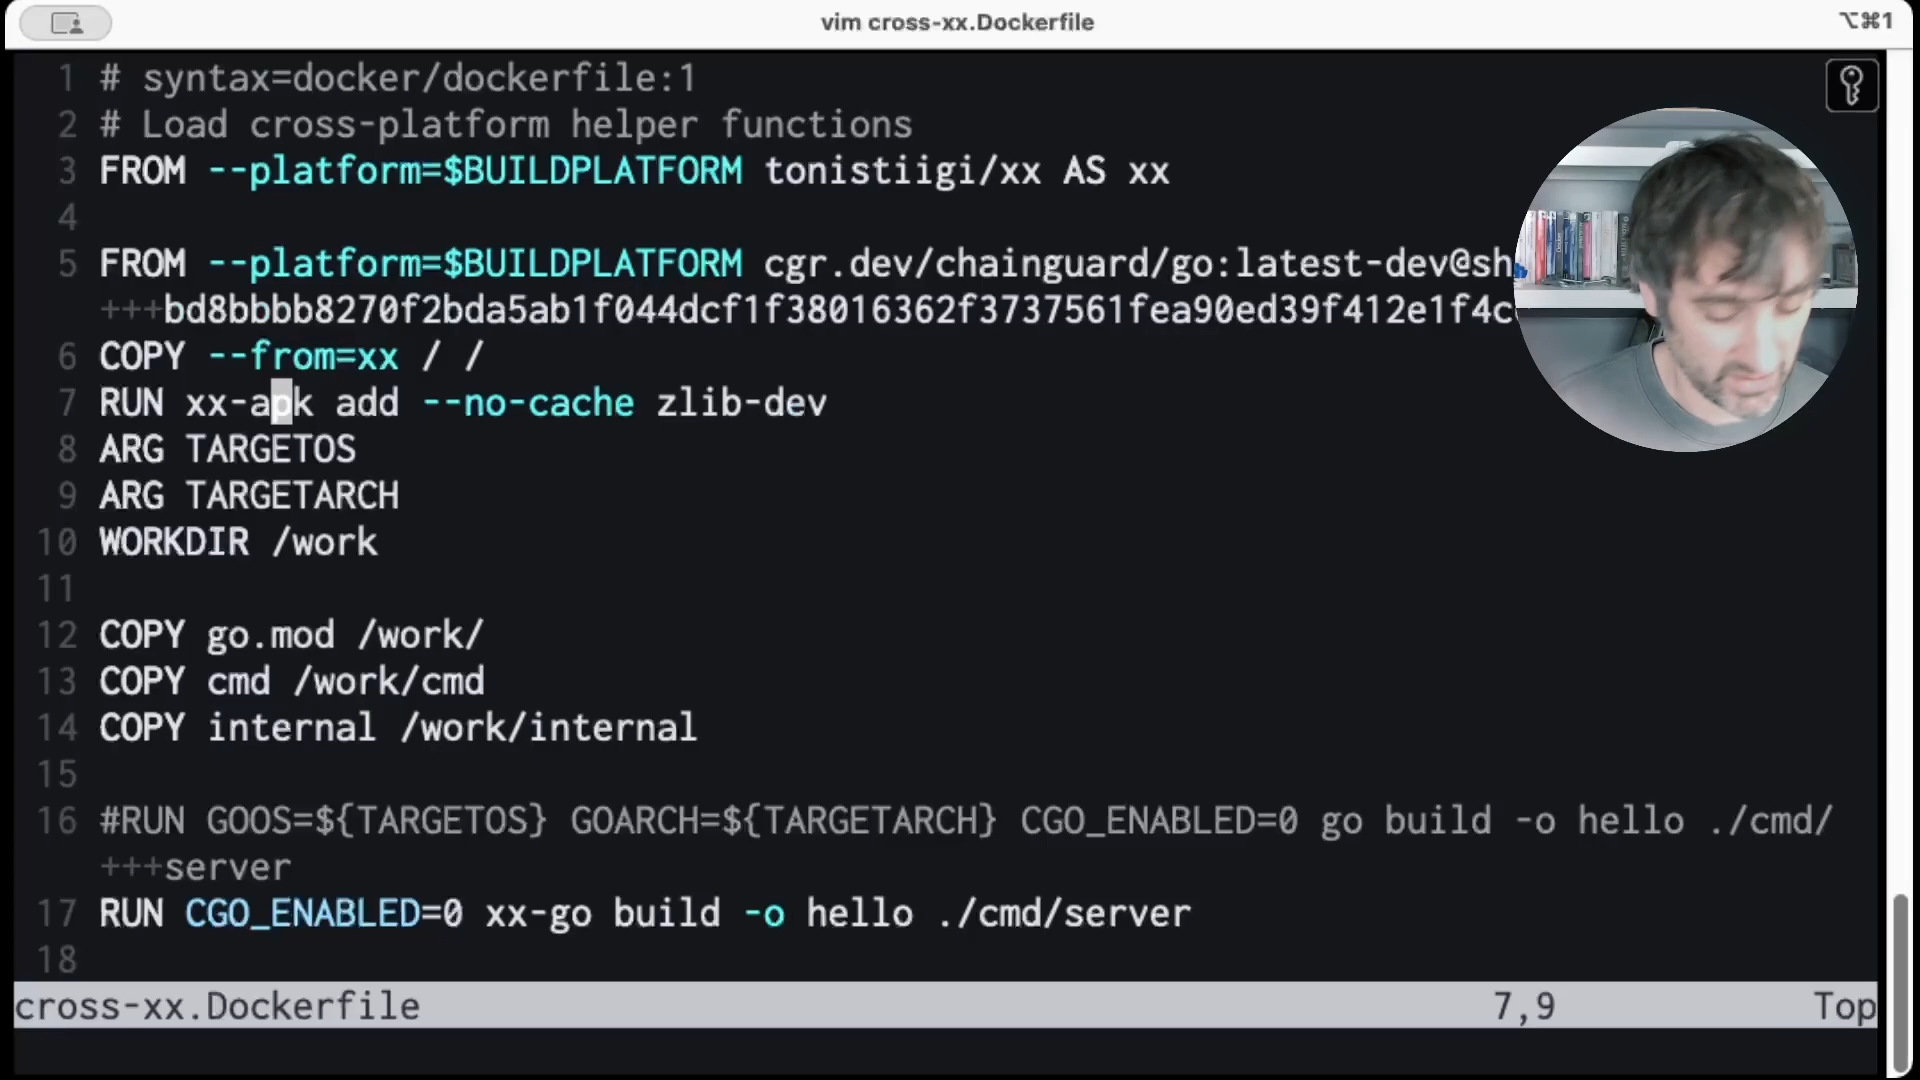 vim cross-xx.Dockerfile
⌥⌘1
1 # syntax=docker/dockerfile:1
2 # Load cross-platform helper functions
3 FROM --platform=$BUILDPLATFORM tonistiigi/xx AS xx
4
5 FROM --platform=$BUILDPLATFORM cgr.dev/chainguard/go:latest-dev@sh
+++bd8bbbb8270f2bda5ab1f044dcf1f38016362f3737561fea90ed39f412e1f4c
6 COPY --from=xx / /
7 RUN xx-apk add --no-cache zlib-dev
8 ARG TARGETOS
9 ARG TARGETARCH
10 WORKDIR /work
11
12 COPY go.mod /work/
13 COPY cmd /work/cmd
14 COPY internal /work/internal
15
16 #RUN GOOS=${TARGETOS} GOARCH=${TARGETARCH} CGO_ENABLED=0 go build -o hello ./cmd/
+++server
17 RUN CGO_ENABLED=0 xx-go build -o hello ./cmd/server
18
cross-xx.Dockerfile 7,9 Top